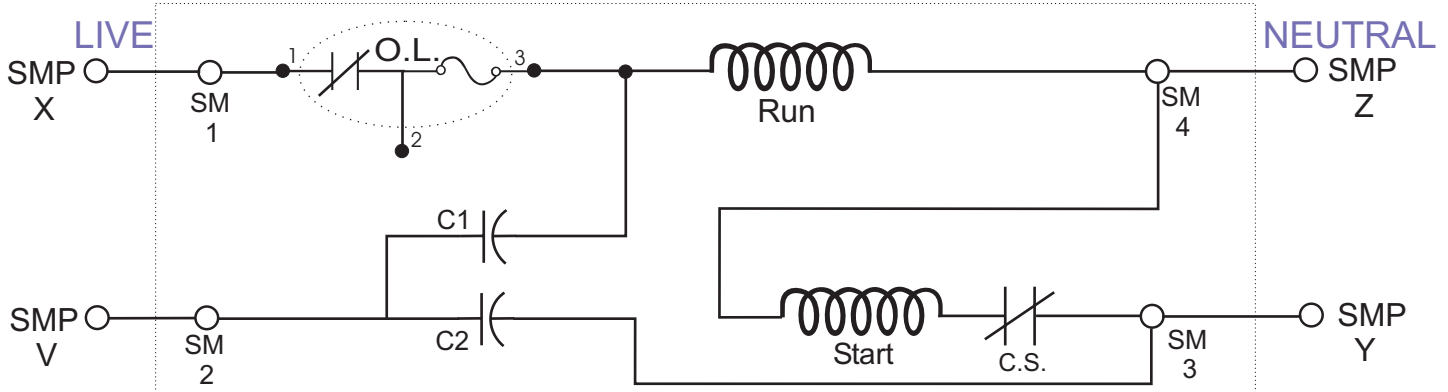 LIVE
NEUTRAL
SMP
X
SM
1
1
O.L.
2
3
Run
SM
4
SMP
Z
C1
C2
SMP
V
SM
2
Start
C.S.
SM
3
SMP
Y